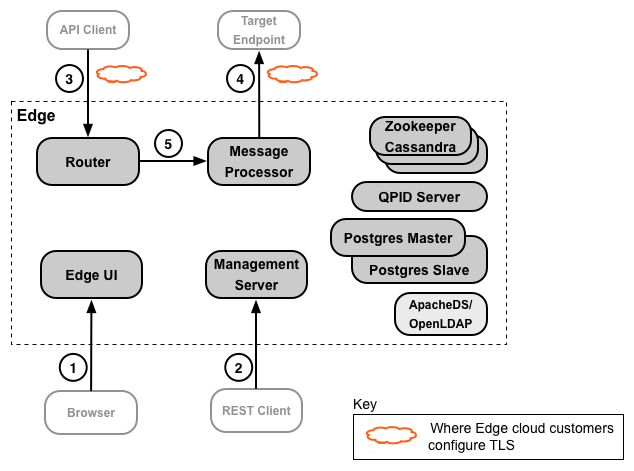 API Client
Target
Endpoint
3
4
Edge
Zookeeper
Cassandra
Router
5
Message
Processor
QPID Server
Postgres Master
Postgres Slave
Edge UI
Management
Server
ApacheDS/
OpenLDAP
1
2
Browser
REST Client
Key
Where Edge cloud customers
configure TLS